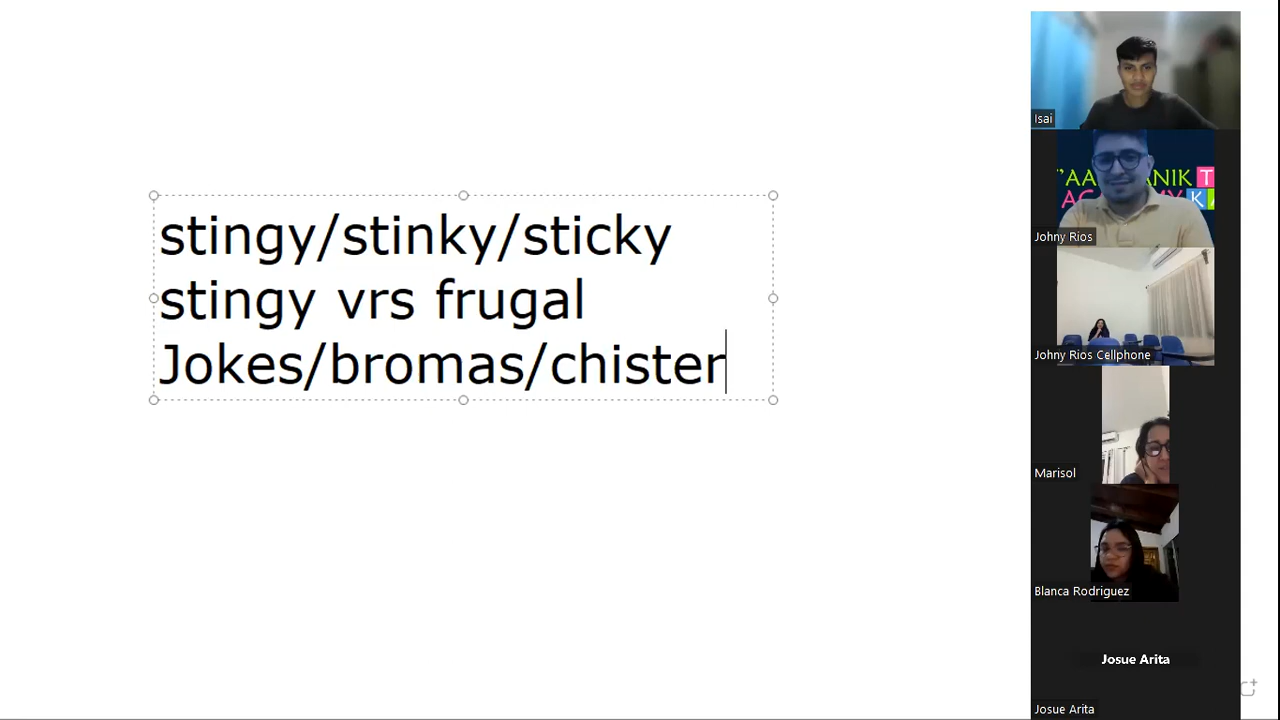 stingy/stinky/sticky
stingy vrs frugal
Jokes/bromas/chister
Isai
Johny Rios
Johny Rios Cellphone
Marisol
Blanca Rodriguez
Josue Arita
Josue Arita